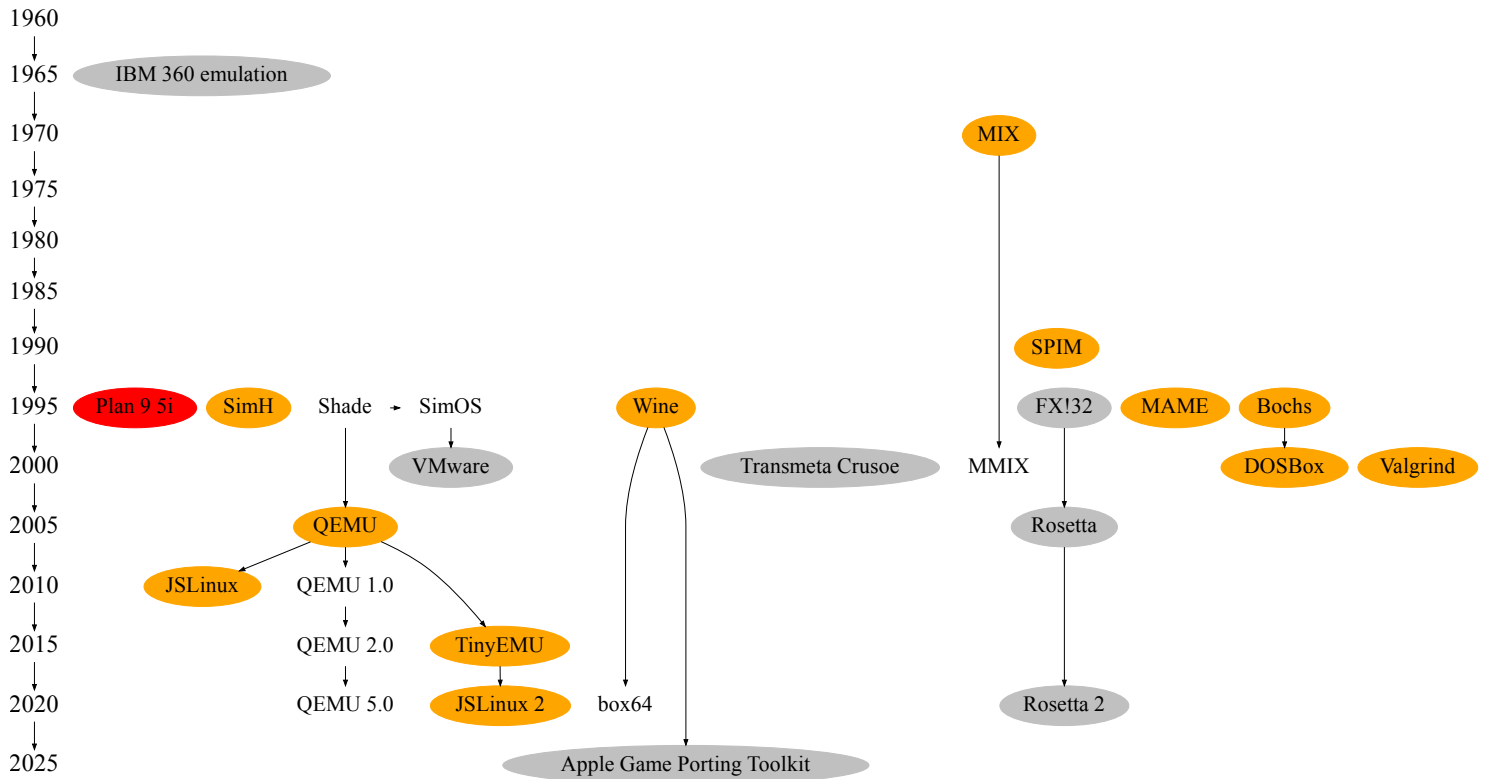 1960
1965 IBM 360 emulation
1970 MIX
1975
1980
1985
1990 SPIM
1995 Plan 9 5i SimH Shade SimOS Wine FX!32 MAME Bochs
2000 VMware Transmeta Crusoe MMIX DOSBox Valgrind
2005 QEMU Rosetta
2010 JSLinux QEMU 1.0
2015 QEMU 2.0 TinyEMU
2020 QEMU 5.0 JSLinux 2 box64 Rosetta 2
2025 Apple Game Porting Toolkit